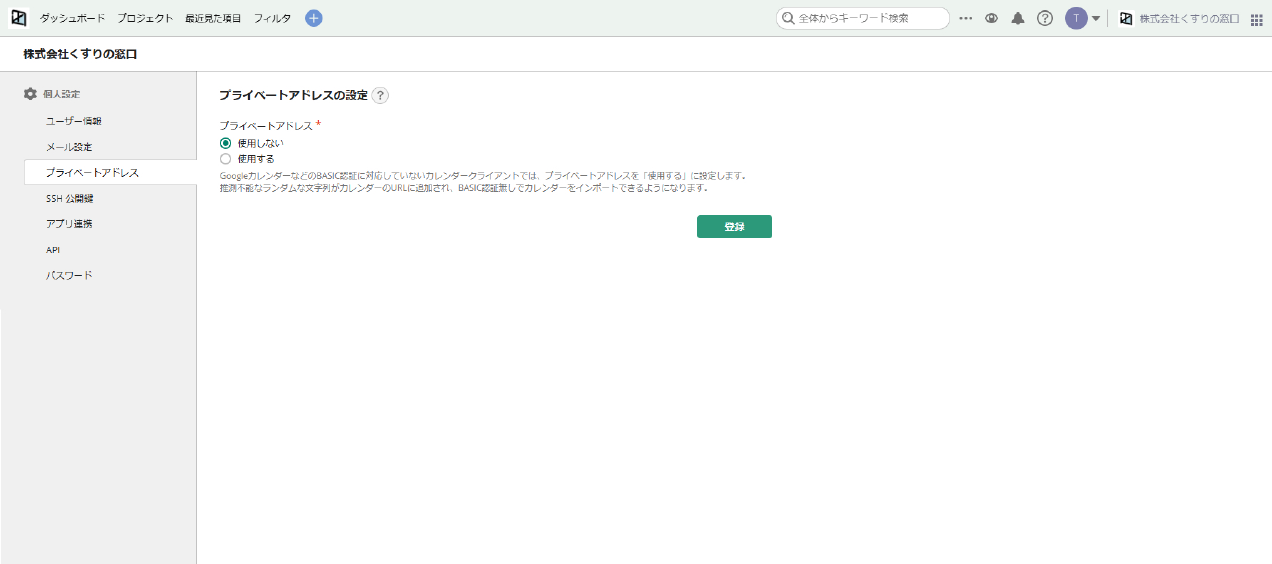 ダッシュボード プロジェクト 最近見た項目 フィルタ 全体からキーワード検索 T 株式会社くすりの窓口
株式会社くすりの窓口
個人設定
ユーザー情報
メール設定
プライベートアドレス
SSH 公開鍵
アプリ連携
API
パスワード
プライベートアドレスの設定 ?
プライベートアドレス *
使用しない
使用する
GoogleカレンダーなどのBASIC認証に対応していないカレンダークライアントでは、プライベートアドレスを「使用する」に設定します。
推測不能なランダムな文字列がカレンダーのURLに追加され、BASIC認証無しでカレンダーをインポートできるようになります。
登録